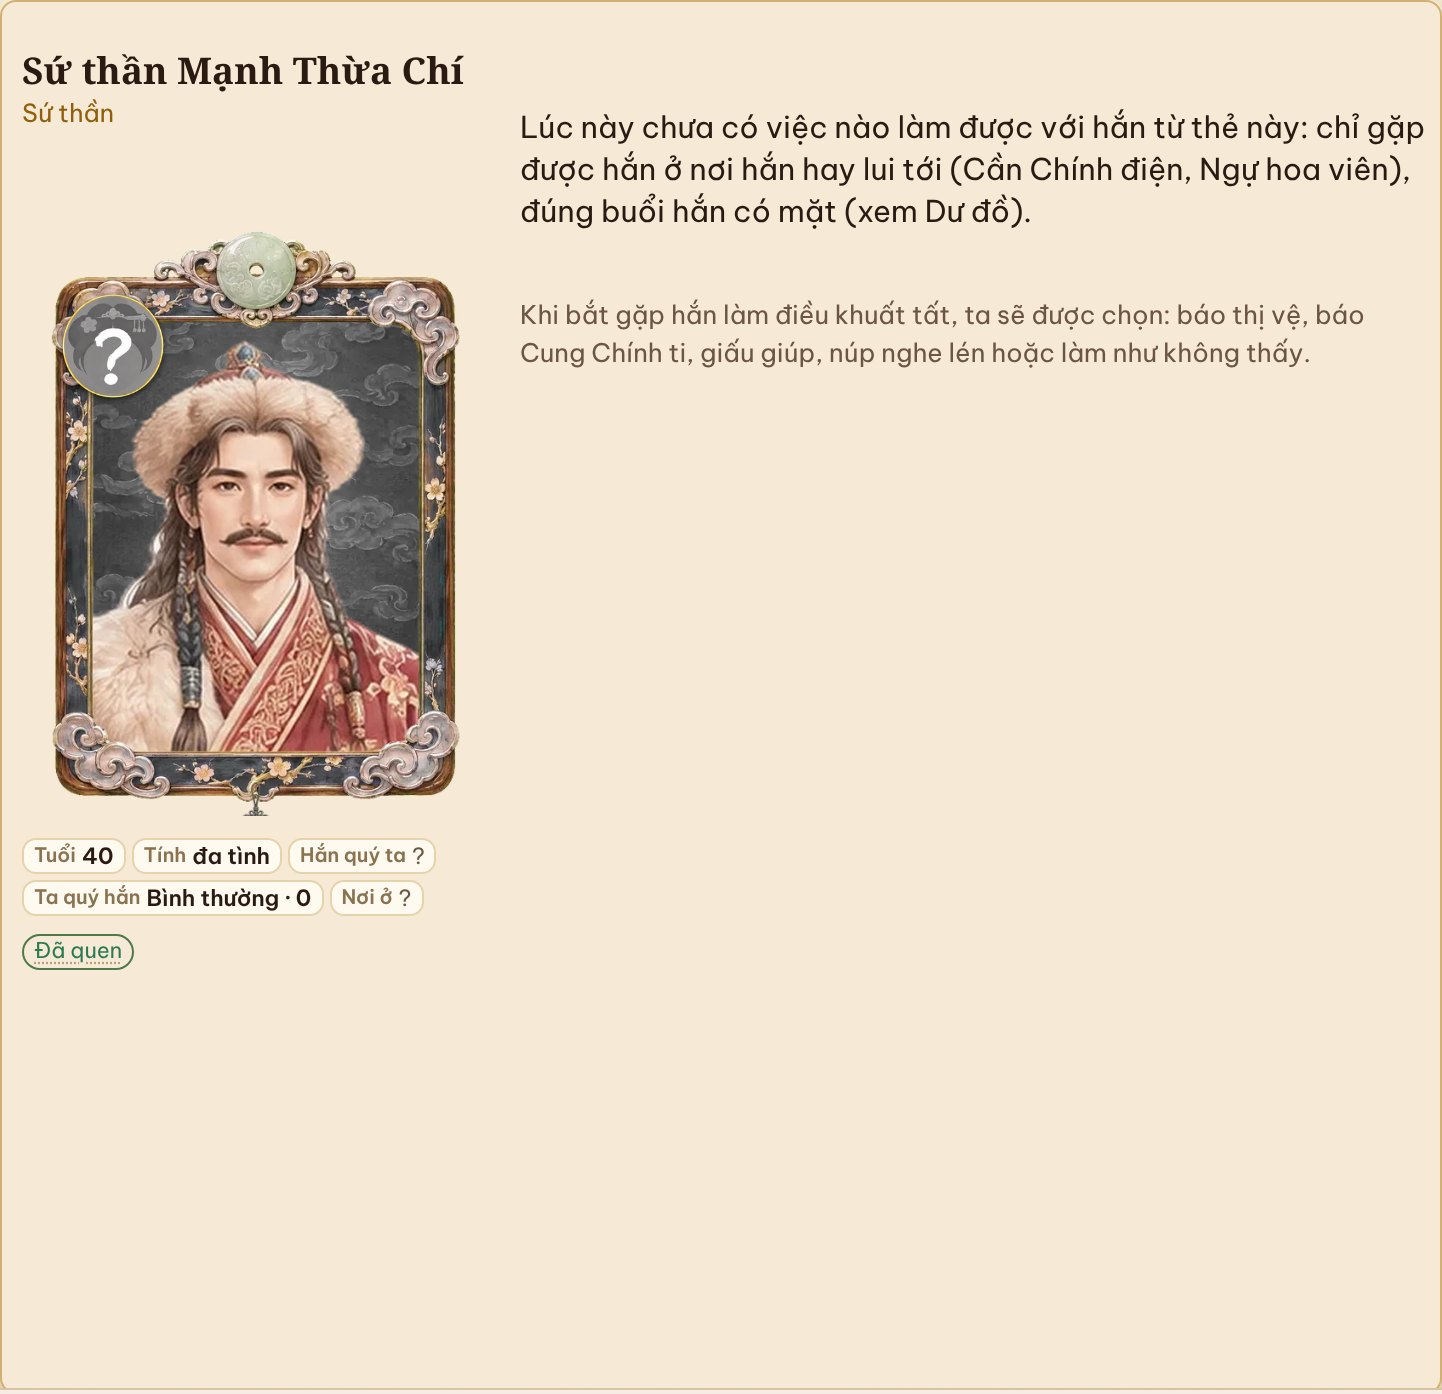 Sứ thần Mạnh Thừa Chí
Sứ thần
Lúc này chưa có việc nào làm được với hắn từ thẻ này: chỉ gặp
được hắn ở nơi hắn hay lui tới (Cần Chính điện, Ngự hoa viên),
đúng buổi hắn có mặt (xem Dư đồ).
Khi bắt gặp hắn làm điều khuất tất, ta sẽ được chọn: báo thị vệ, báo
Cung Chính ti, giấu giúp, núp nghe lén hoặc làm như không thấy.
?
Tuổi 40 Tính đa tình Hắn quý ta ?
Ta quý hắn Bình thường · 0 Nơi ở ?
Đã quen